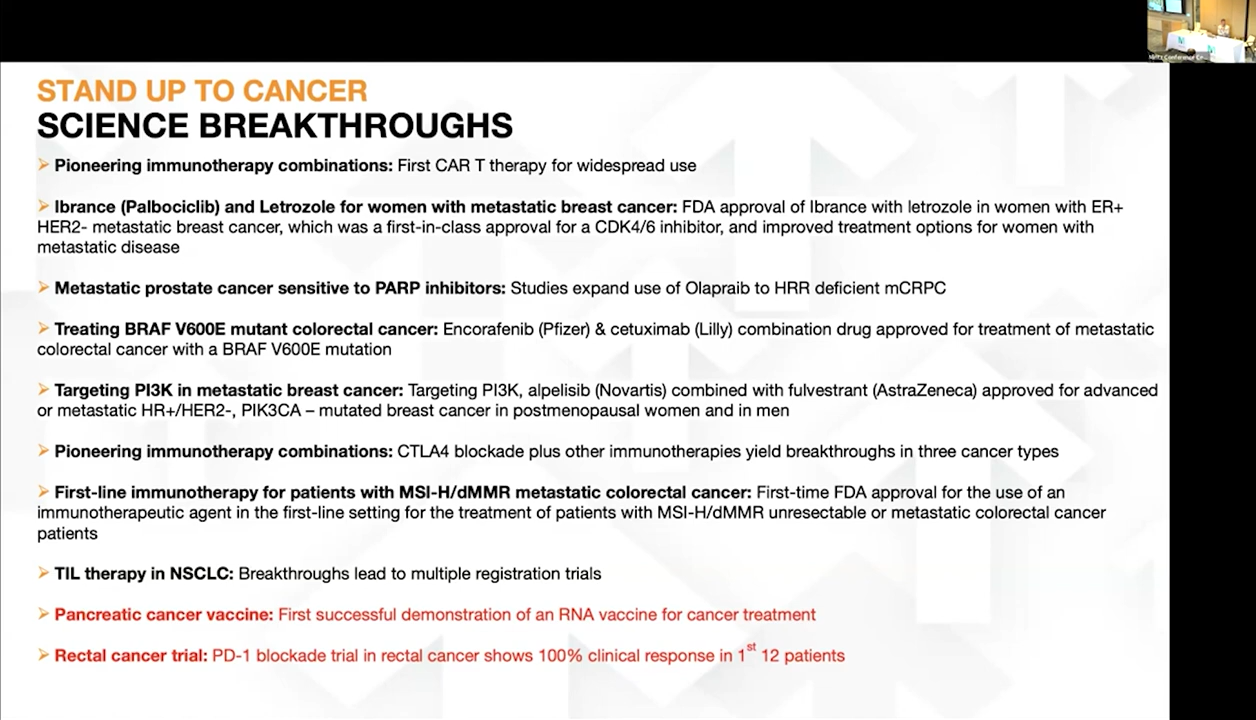 STAND UP TO CANCER
SCIENCE BREAKTHROUGHS
➢ Pioneering immunotherapy combinations: First CAR T therapy for widespread use
➢ Ibrance (Palbociclib) and Letrozole for women with metastatic breast cancer: FDA approval of Ibrance with letrozole in women with ER+
HER2- metastatic breast cancer, which was a first-in-class approval for a CDK4/6 inhibitor, and improved treatment options for women with
metastatic disease
➢ Metastatic prostate cancer sensitive to PARP inhibitors: Studies expand use of Olapraib to HRR deficient mCRPC
➢ Treating BRAF V600E mutant colorectal cancer: Encorafenib (Pfizer) & cetuximab (Lilly) combination drug approved for treatment of metastatic
colorectal cancer with a BRAF V600E mutation
➢ Targeting PI3K in metastatic breast cancer: Targeting PI3K, alpelisib (Novartis) combined with fulvestrant (AstraZeneca) approved for advanced
or metastatic HR+/HER2-, PIK3CA – mutated breast cancer in postmenopausal women and in men
➢ Pioneering immunotherapy combinations: CTLA4 blockade plus other immunotherapies yield breakthroughs in three cancer types
➢ First-line immunotherapy for patients with MSI-H/dMMR metastatic colorectal cancer: First-time FDA approval for the use of an
immunotherapeutic agent in the first-line setting for the treatment of patients with MSI-H/dMMR unresectable or metastatic colorectal cancer
patients
➢ TIL therapy in NSCLC: Breakthroughs lead to multiple registration trials
➢ Pancreatic cancer vaccine: First successful demonstration of an RNA vaccine for cancer treatment
➢ Rectal cancer trial: PD-1 blockade trial in rectal cancer shows 100% clinical response in 1st 12 patients